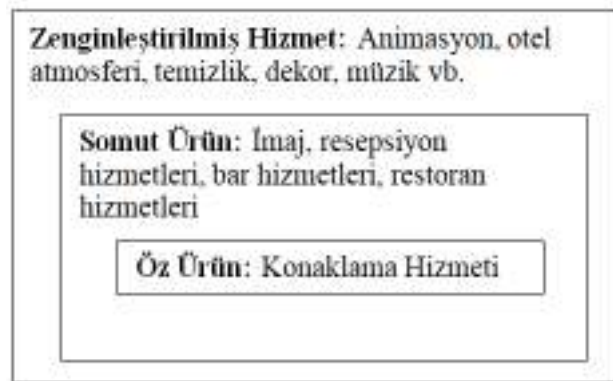 Zenginleştirilmiş Hizmet: Animasyon, otel
atmosferi, temizlik, dekor, müzik vb.
Somut Ürün: İmaj, resepsiyon
hizmetleri, bar hizmetleri, restoran
hizmetleri
Öz Ürün: Konaklama Hizmeti